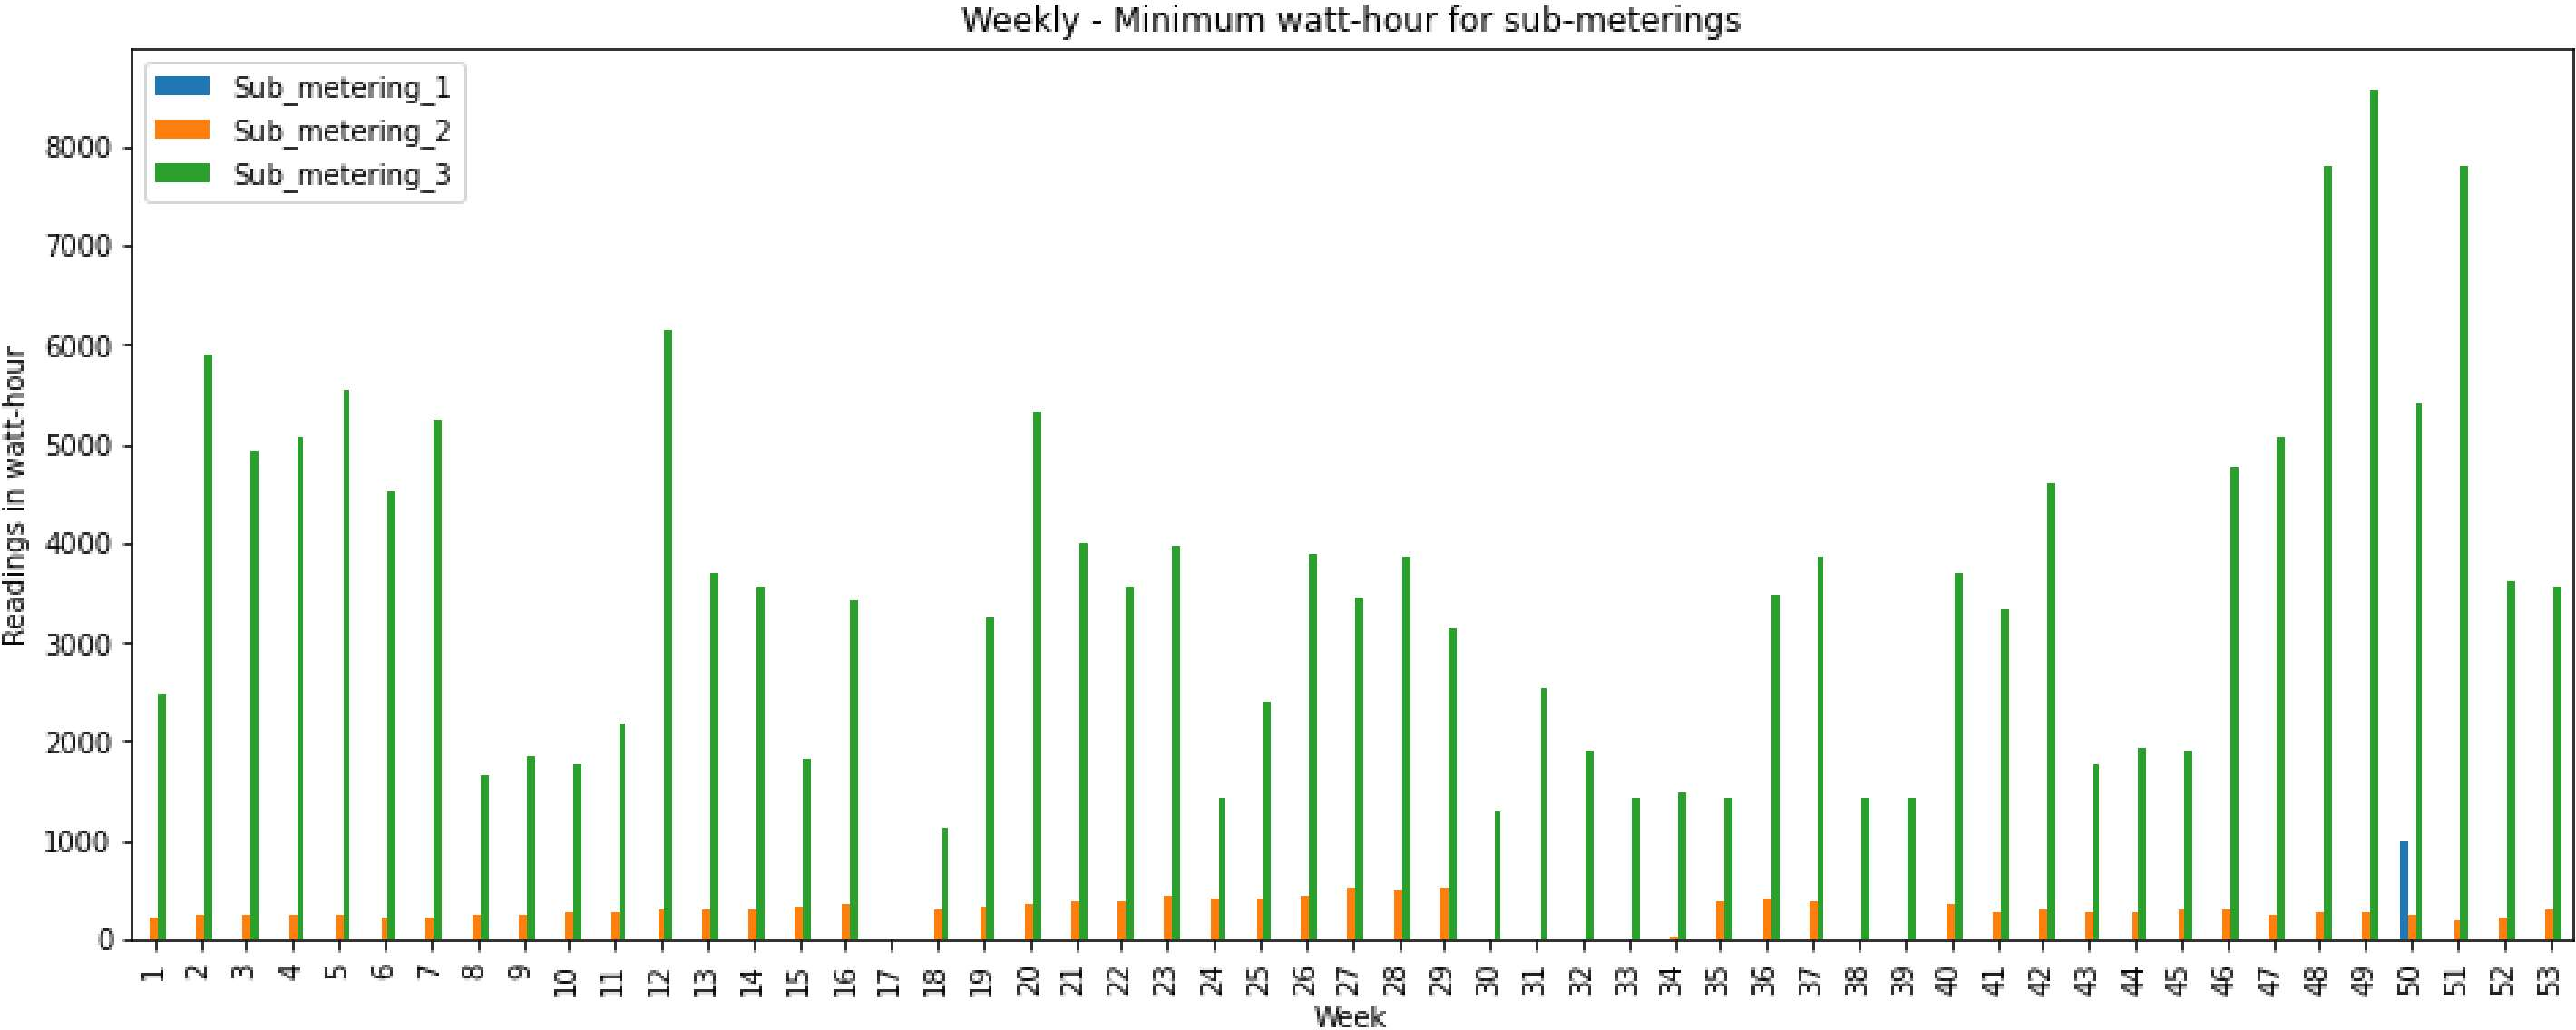 Weekly - Minimum watt-hour for sub-meterings
Sub_metering_1
Sub_metering_2
Sub_metering_3
Readings in watt-hour
8000
7000
6000
5000
4000
3000
2000
1000
0
1 2 3 4 5 6 7 8 9 10 11 12 13 14 15 16 17 18 19 20 21 22 23 24 25 26 27 28 29 30 31 32 33 34 35 36 37 38 39 40 41 42 43 44 45 46 47 48 49 50 51 52 53
Week